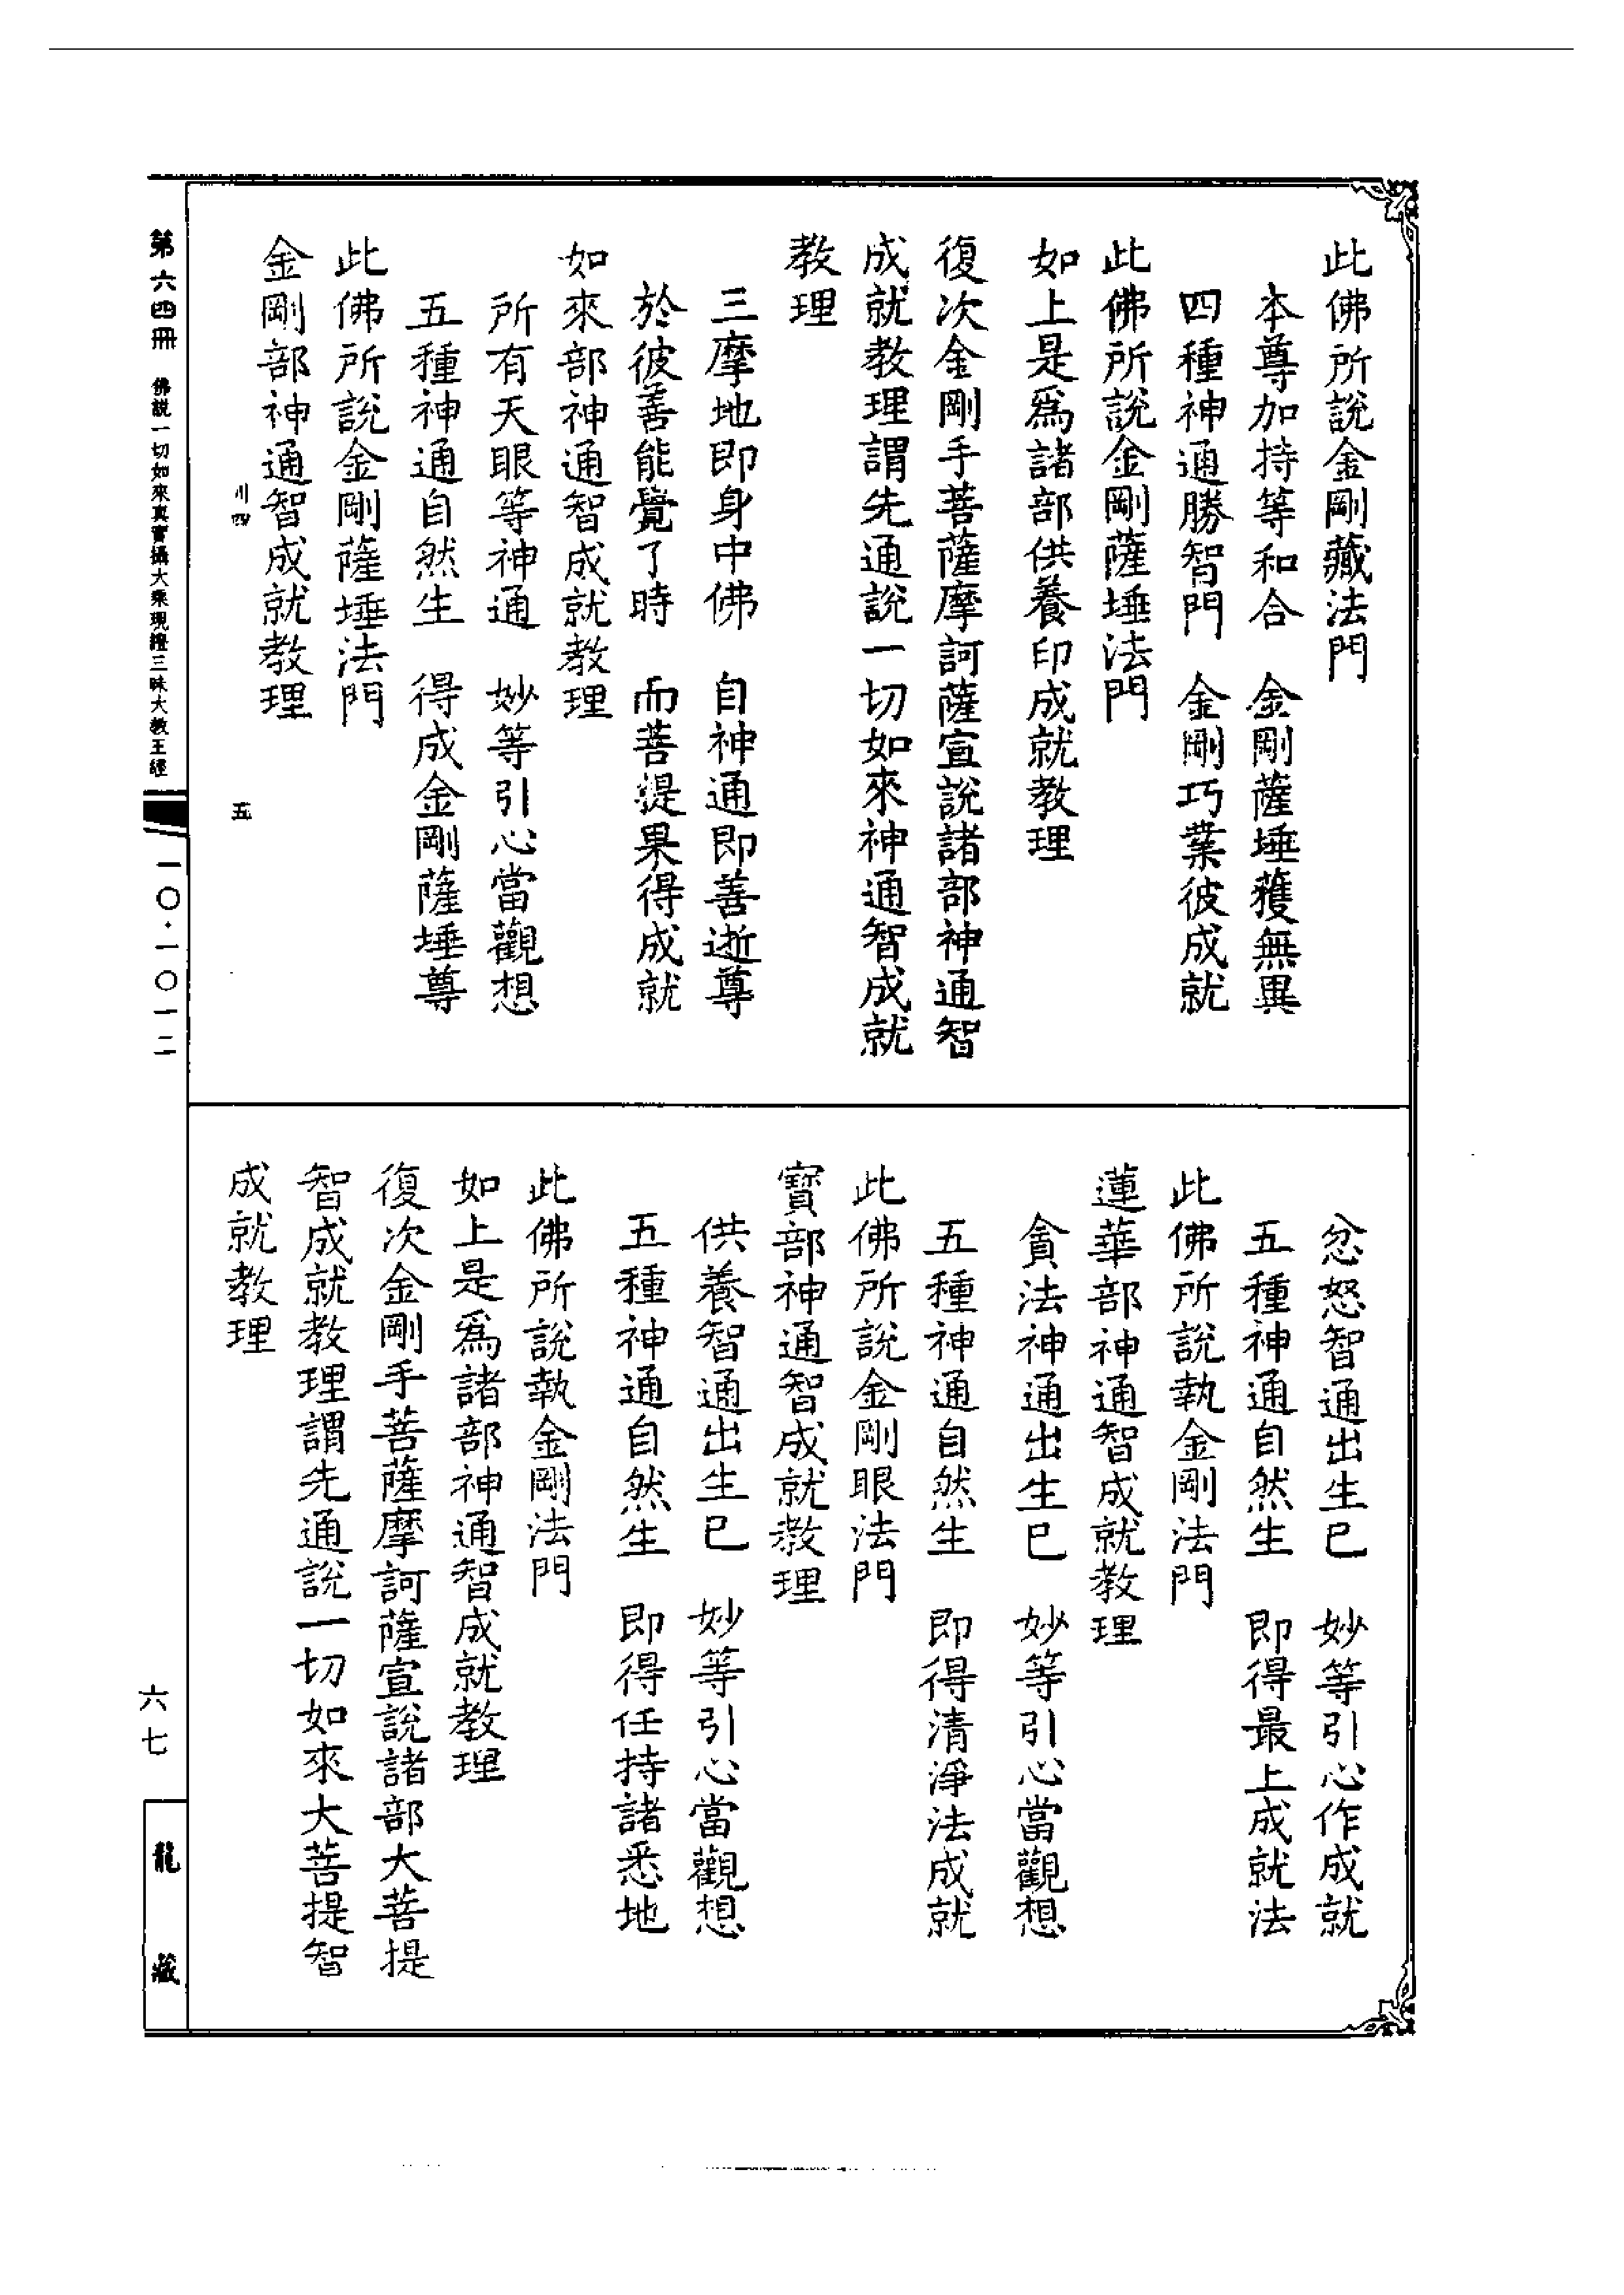 此佛所說金剛藏法門
本尊加持等和合　金剛薩埵獲無異
四種神通勝智門　金剛巧業彼成就
此佛所說金剛薩埵法門
如上是爲諸部供養印成就教理
復次金剛手菩薩摩訶薩宣說諸部神通智
成就教理謂先通說一切如來神通智成就
教理
三摩地即身中佛　自神通即善逝尊
於彼善能覺了時　而菩提果得成就
如來部神通智成就教理
所有天眼等神通　妙等引心當觀想
五種神通自然生　得成金剛薩埵尊
此佛所說金剛薩埵法門
金剛部神通智成就教理
川四　五
忿怒智通出生已　妙等引心作成就
五種神通自然生　即得最上成就法
此佛所說執金剛法門
蓮華部神通智成就教理
貪法神通出生已　妙等引心當觀想
五種神通自然生　即得清淨法成就
此佛所說金剛眼法門
寶部神通智成就教理
供養智通出生已　妙等引心當觀想
五種神通自然生　即得任持諸悉地
此佛所說執金剛法門
如上是爲諸部神通智成就教理
復次金剛手菩薩摩訶薩宣說諸部大菩提
智成就教理謂先通說一切如來大菩提智
成就教理
第六四冊　佛說一切如來真實攝大乘現證三昧大教王經　一〇·一〇一二
六七
龍藏